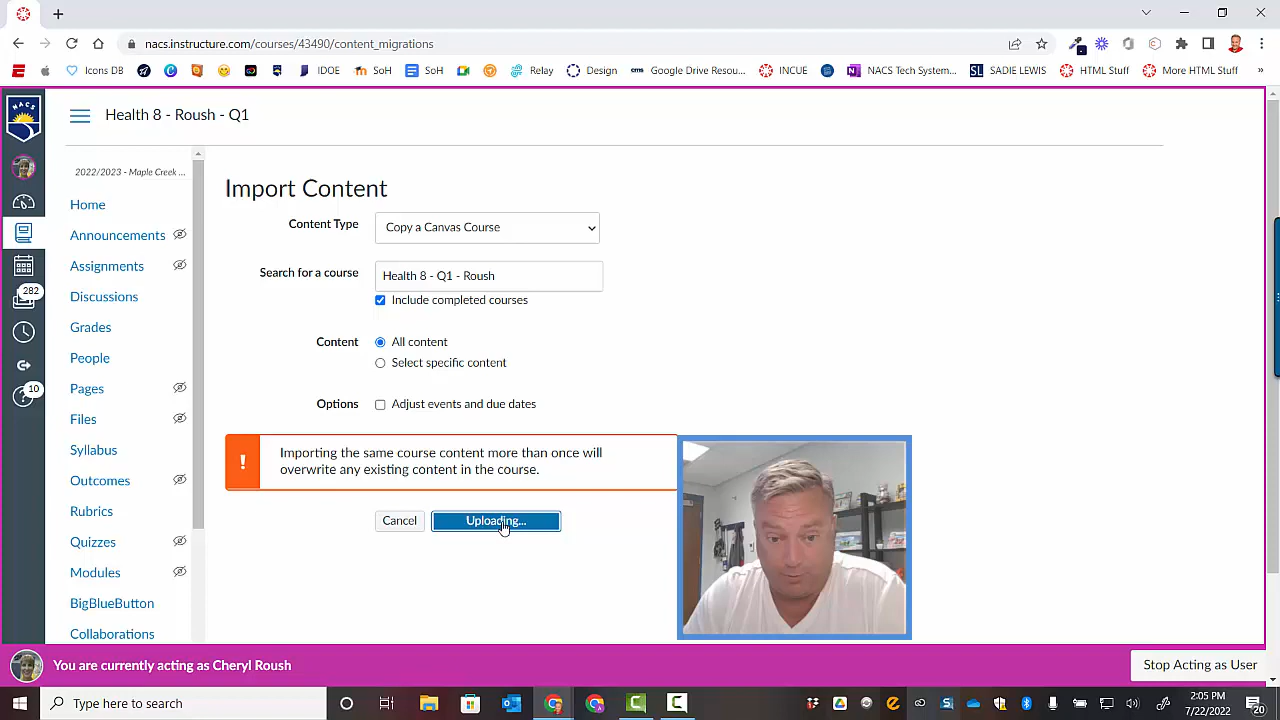 nacs.instructure.com/courses/43490/content_migrations
Icons DB
IDOE
SoH
SoH
Relay
Design
cms
Google Drive Resou...
INCUE
NACS Tech System...
SL
SADIE LEWIS
HTML Stuff
More HTML Stuff
»
NACS
Health 8 - Roush - Q1
2022/2023 - Maple Creek ...
Home
Announcements
Assignments
Discussions
Grades
People
Pages
Files
Syllabus
Outcomes
Rubrics
Quizzes
Modules
BigBlueButton
Collaborations
282
10
Import Content
Content Type
Copy a Canvas Course
Search for a course
Health 8 - Q1 - Roush
Include completed courses
Content
All content
Select specific content
Options
Adjust events and due dates
!
Importing the same course content more than once will
overwrite any existing content in the course.
Cancel
Uploading...
You are currently acting as Cheryl Roush
Stop Acting as User
Type here to search
2:05 PM
7/22/2022
20